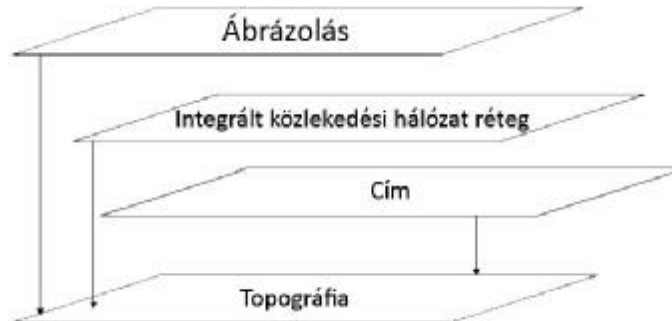 Ábrázolás
Integrált közlekedési hálózat réteg
Cím
Topográfia